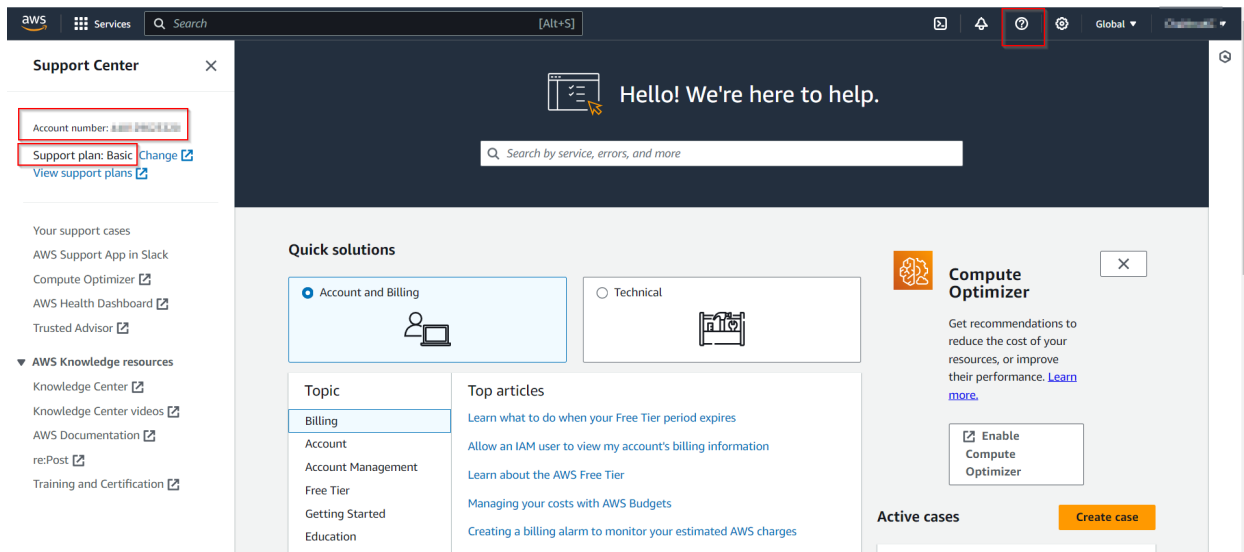 aws
Services
Search
[Alt+S]
Global
Support Center
Account number:
Support plan: Basic
Change
View support plans
Your support cases
AWS Support App in Slack
Compute Optimizer
AWS Health Dashboard
Trusted Advisor
AWS Knowledge resources
Knowledge Center
Knowledge Center videos
AWS Documentation
re:Post
Training and Certification
Hello! We're here to help.
Search by service, errors, and more
Quick solutions
Account and Billing
Technical
Topic
Billing
Account
Account Management
Free Tier
Getting Started
Education
Top articles
Learn what to do when your Free Tier period expires
Allow an IAM user to view my account's billing information
Learn about the AWS Free Tier
Managing your costs with AWS Budgets
Creating a billing alarm to monitor your estimated AWS charges
Compute
Optimizer
Get recommendations to
reduce the cost of your
resources, or improve
their performance. Learn
more.
Enable
Compute
Optimizer
Active cases
Create case